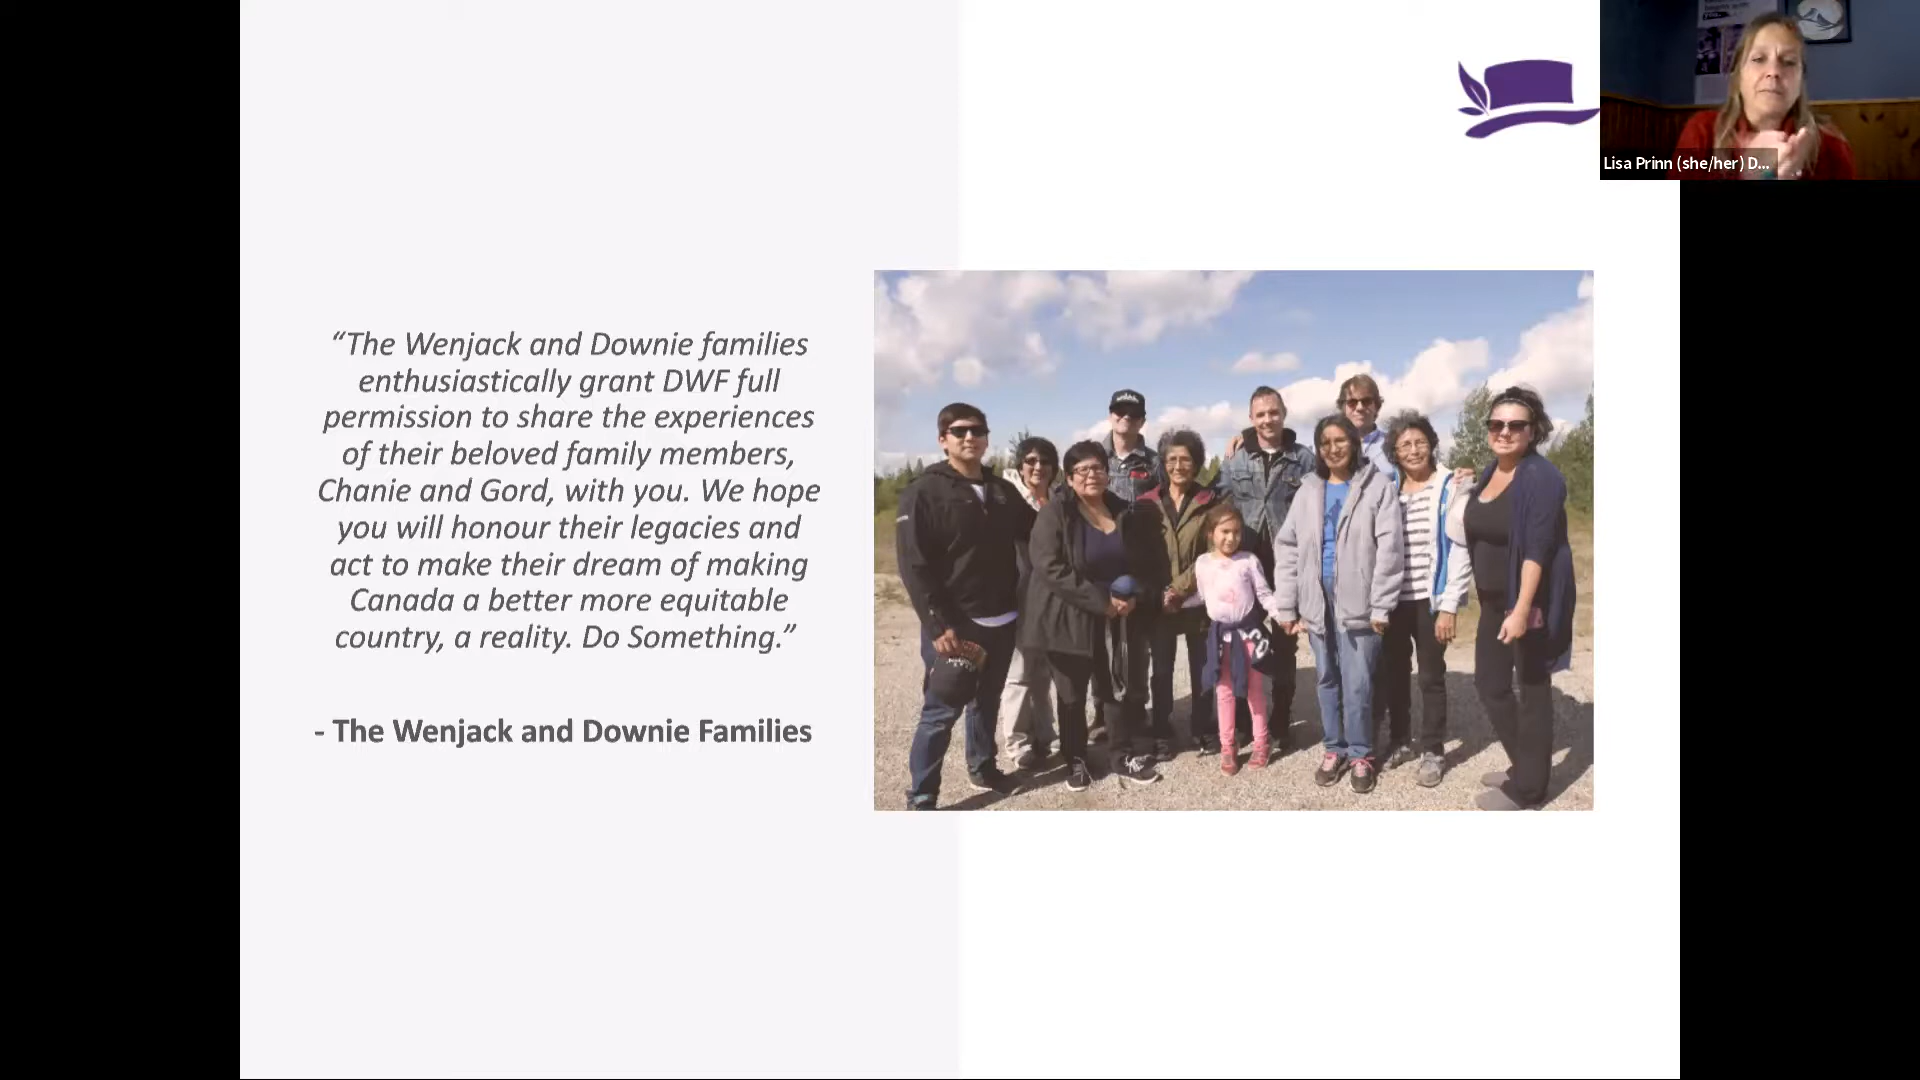 “The Wenjack and Downie families
enthusiastically grant DWF full
permission to share the experiences
of their beloved family members,
Chanie and Gord, with you. We hope
you will honour their legacies and
act to make their dream of making
Canada a better more equitable
country, a reality. Do Something.”
- The Wenjack and Downie Families
Lisa Prinn (she/her) D...